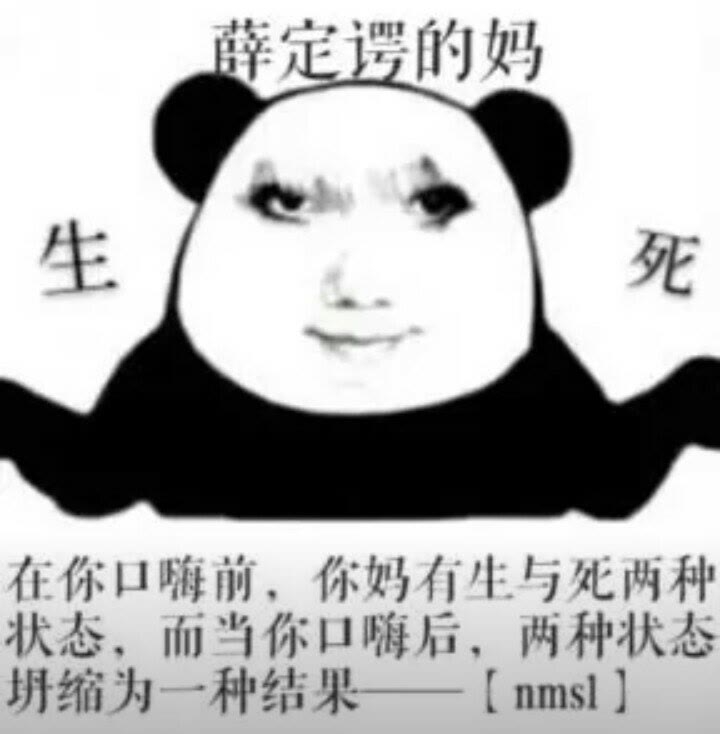 薛定谔的妈
生
死
在你口嗨前，你妈有生与死两种
状态，而当你口嗨后，两种状态
坍缩为一种结果——【nmsl】